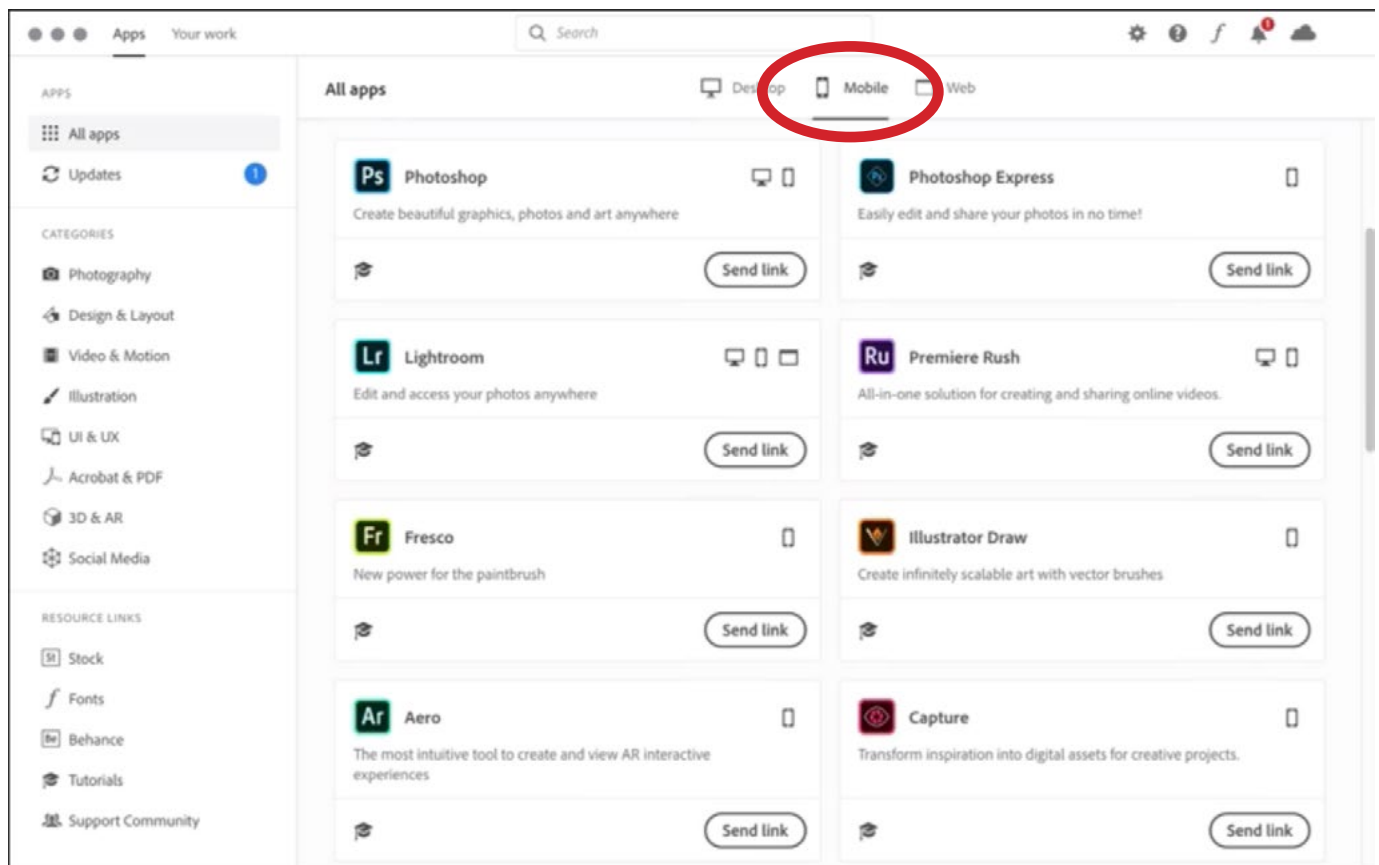 Apps Your work
Search
1
APPS
All apps
Updates 1
CATEGORIES
Photography
Design & Layout
Video & Motion
Illustration
UI & UX
Acrobat & PDF
3D & AR
Social Media
RESOURCE LINKS
St Stock
Fonts
Be Behance
Tutorials
Support Community
All apps
Desktop Mobile Web
Ps Photoshop
Create beautiful graphics, photos and art anywhere
Send link
Ps Photoshop Express
Easily edit and share your photos in no time!
Send link
Lr Lightroom
Edit and access your photos anywhere
Send link
Ru Premiere Rush
All-in-one solution for creating and sharing online videos.
Send link
Fr Fresco
New power for the paintbrush
Send link
Illustrator Draw
Create infinitely scalable art with vector brushes
Send link
Ar Aero
The most intuitive tool to create and view AR interactive
experiences
Send link
Capture
Transform inspiration into digital assets for creative projects.
Send link